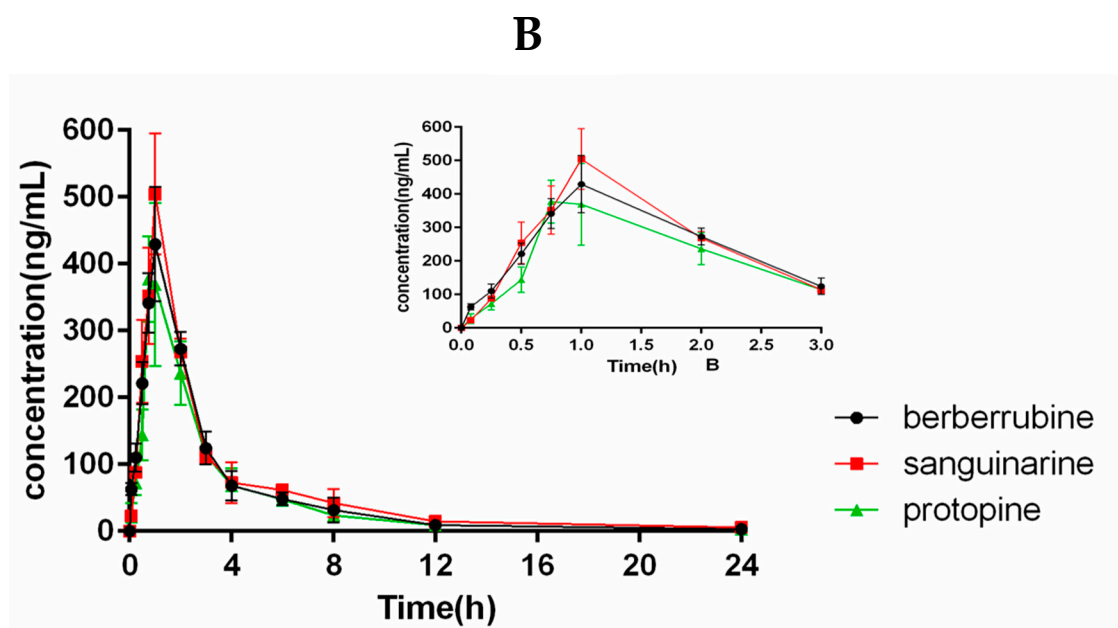 B
concentration(ng/mL)
600
500
400
300
200
100
0
0 4 8 12 16 20 24
Time(h)
concentration(ng/mL)
600
500
400
300
200
100
0
0.0 0.5 1.0 1.5 2.0 2.5 3.0
Time(h) B
berberrubine
sanguinarine
protopine